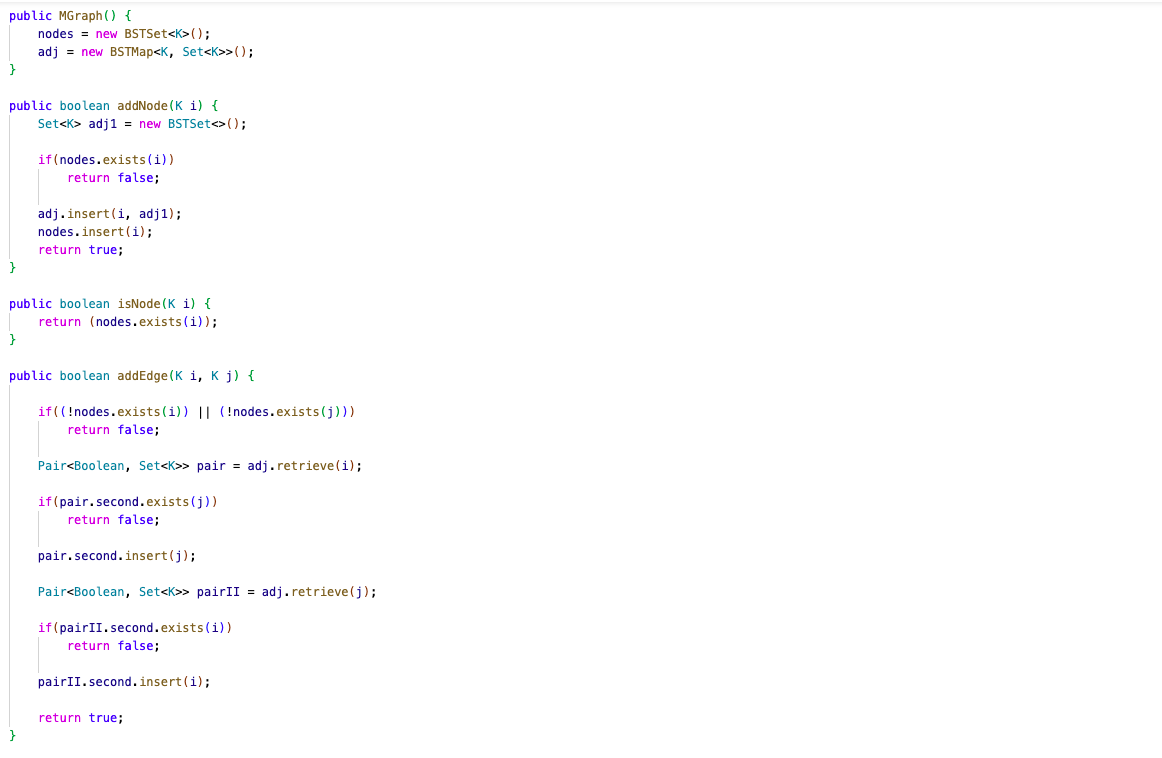 public MGraph() {
    nodes = new BSTSet<K>();
    adj = new BSTMap<K, Set<K>>();
}

public boolean addNode(K i) {
    Set<K> adj1 = new BSTSet<>();

    if(nodes.exists(i))
        return false;

    adj.insert(i, adj1);
    nodes.insert(i);
    return true;
}

public boolean isNode(K i) {
    return (nodes.exists(i));
}

public boolean addEdge(K i, K j) {

    if((!nodes.exists(i)) || (!nodes.exists(j)))
        return false;

    Pair<Boolean, Set<K>> pair = adj.retrieve(i);

    if(pair.second.exists(j))
        return false;

    pair.second.insert(j);

    Pair<Boolean, Set<K>> pairII = adj.retrieve(j);

    if(pairII.second.exists(i))
        return false;

    pairII.second.insert(i);

    return true;
}